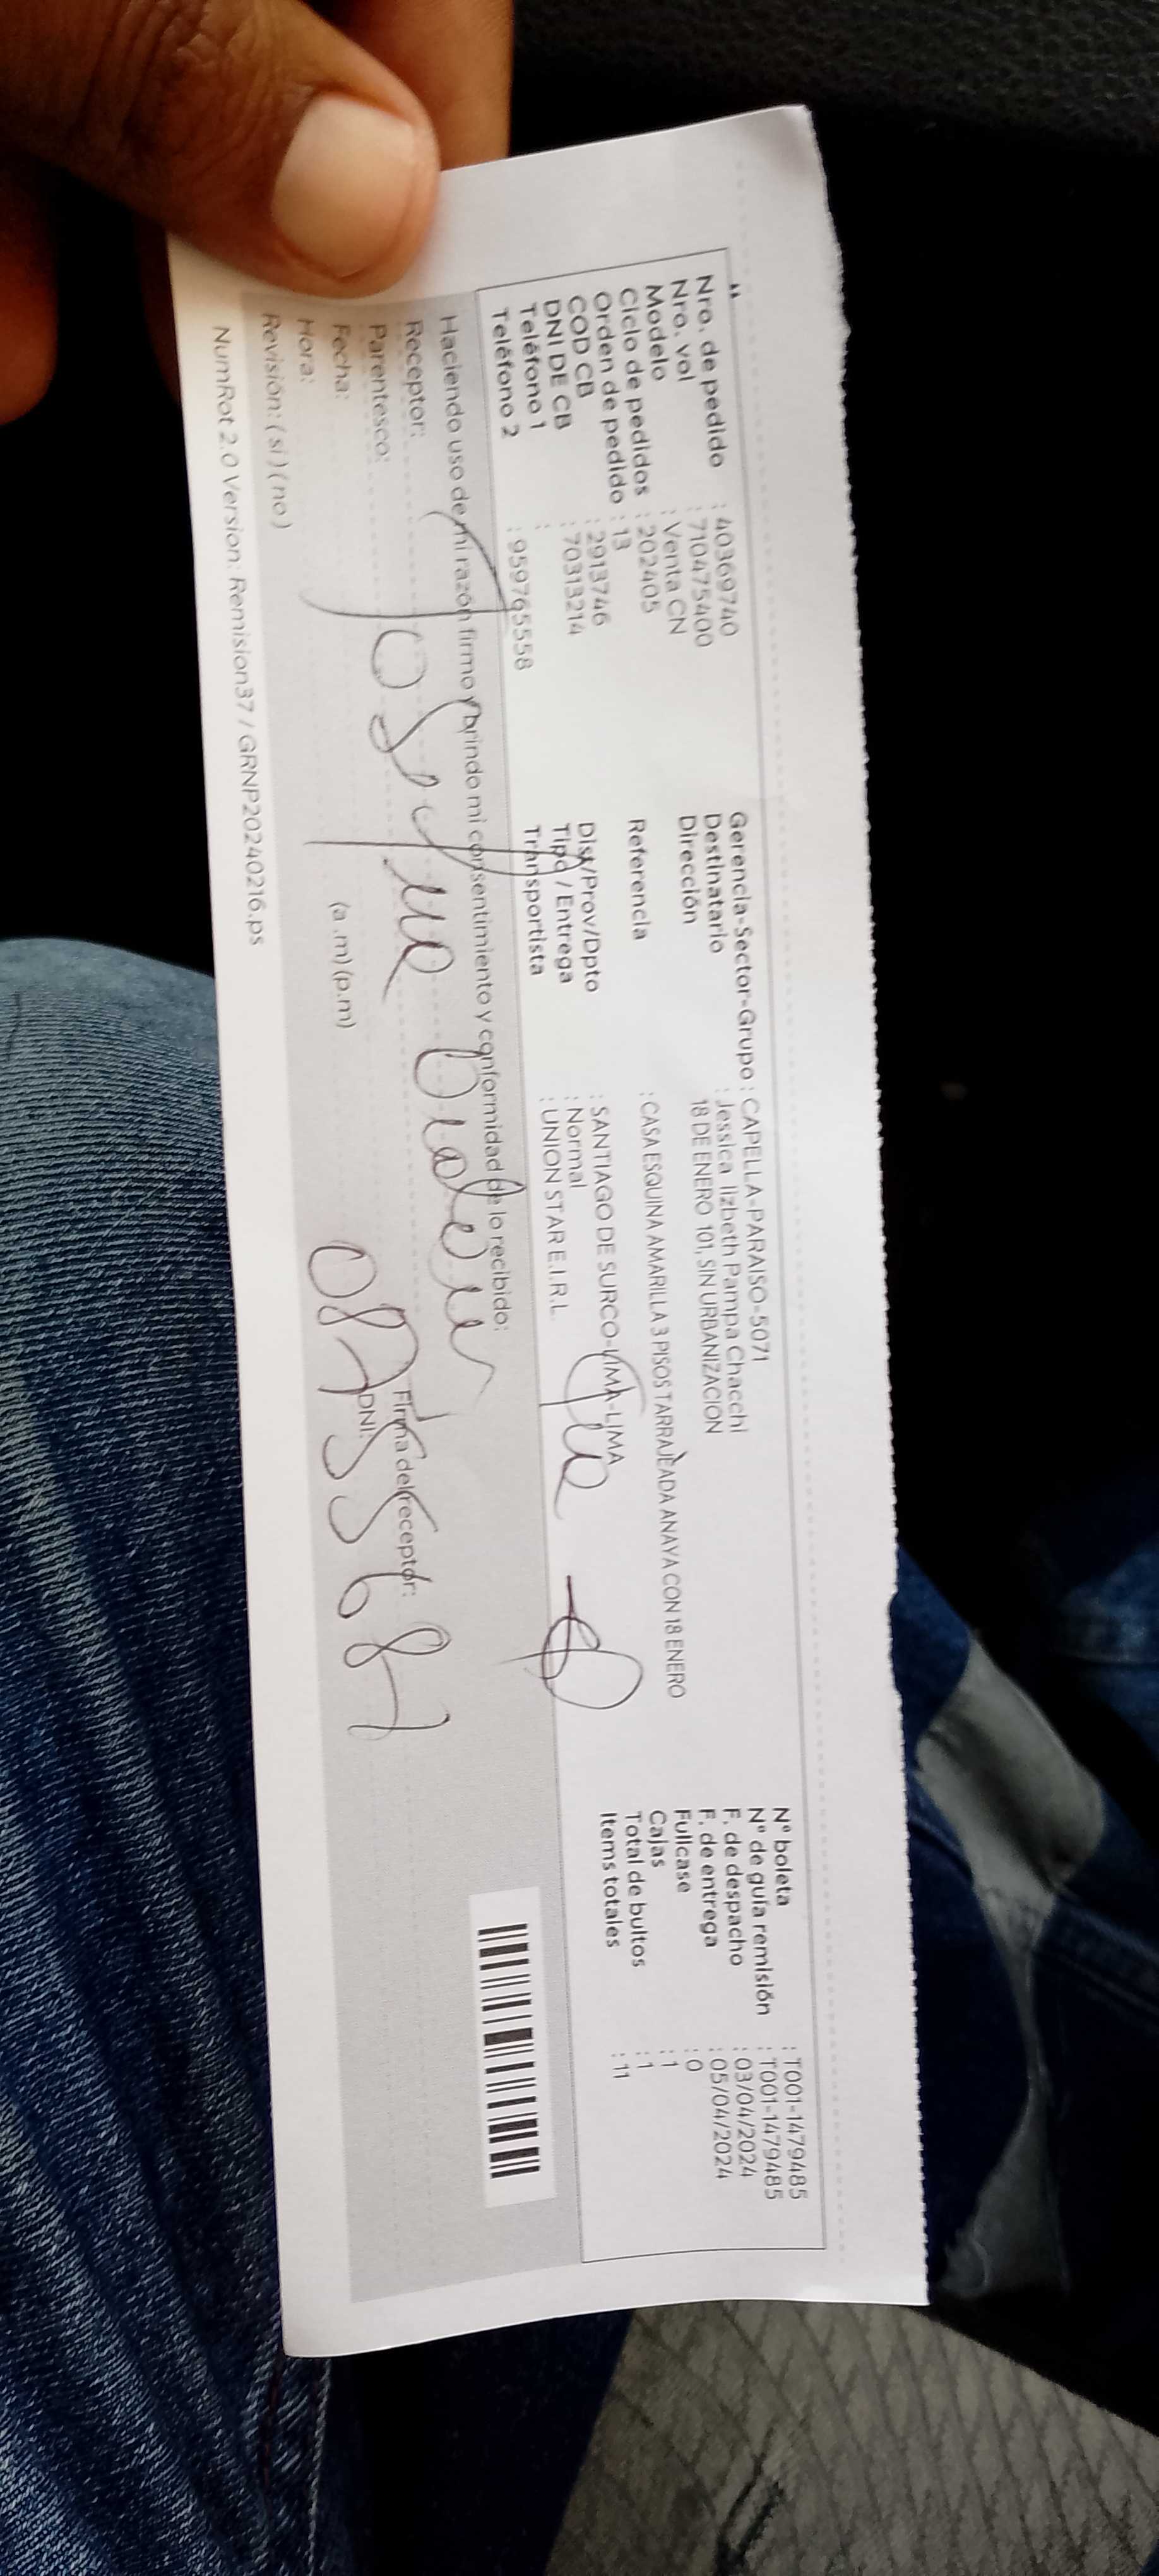 Nro. de pedido : 40369740
Nro. vol : 710475400
Modelo : Venta CN
Ciclo de pedidos : 202405
Orden de pedido : 13
COD CB : 2913746
DNI DE CB : 70313214
Teléfono 1 :
Teléfono 2 : 959765558
Gerencia-Sector-Grupo : CAPELLA-PARAISO-5071
Destinatario : Jessica Iizbeth Pampa Chacchi
Dirección 18 DE ENERO 101, SIN URBANIZACIÓN
Referencia : CASA ESQUINA AMARILLA 3 PISOS TARRAJEADA ANAYA CON 18 ENERO
Dist/Prov/Dpto : SANTIAGO DE SURCO-LIMA-LIMA
Tipo / Entrega : Normal
Transportista : UNION STAR E.I.R.L.
N° boleta : T001-1479485
N° de guía remisión : T001-1479485
F. de despacho : 03/04/2024
F. de entrega : 05/04/2024
Fullcase : 0
Cajas : 1
Total de bultos : 1
Items totales : 11
Haciendo uso de mi razón firmo y brindo mi consentimiento y conformidad de lo recibido:
Receptor:
Parentesco:
Firma del receptor:
Fecha:
DNI:
Hora: (a.m) (p.m)
Revisión: ( si ) ( no )
NumRot 2.0 Version: Remision37 / GRNP20240216.ps